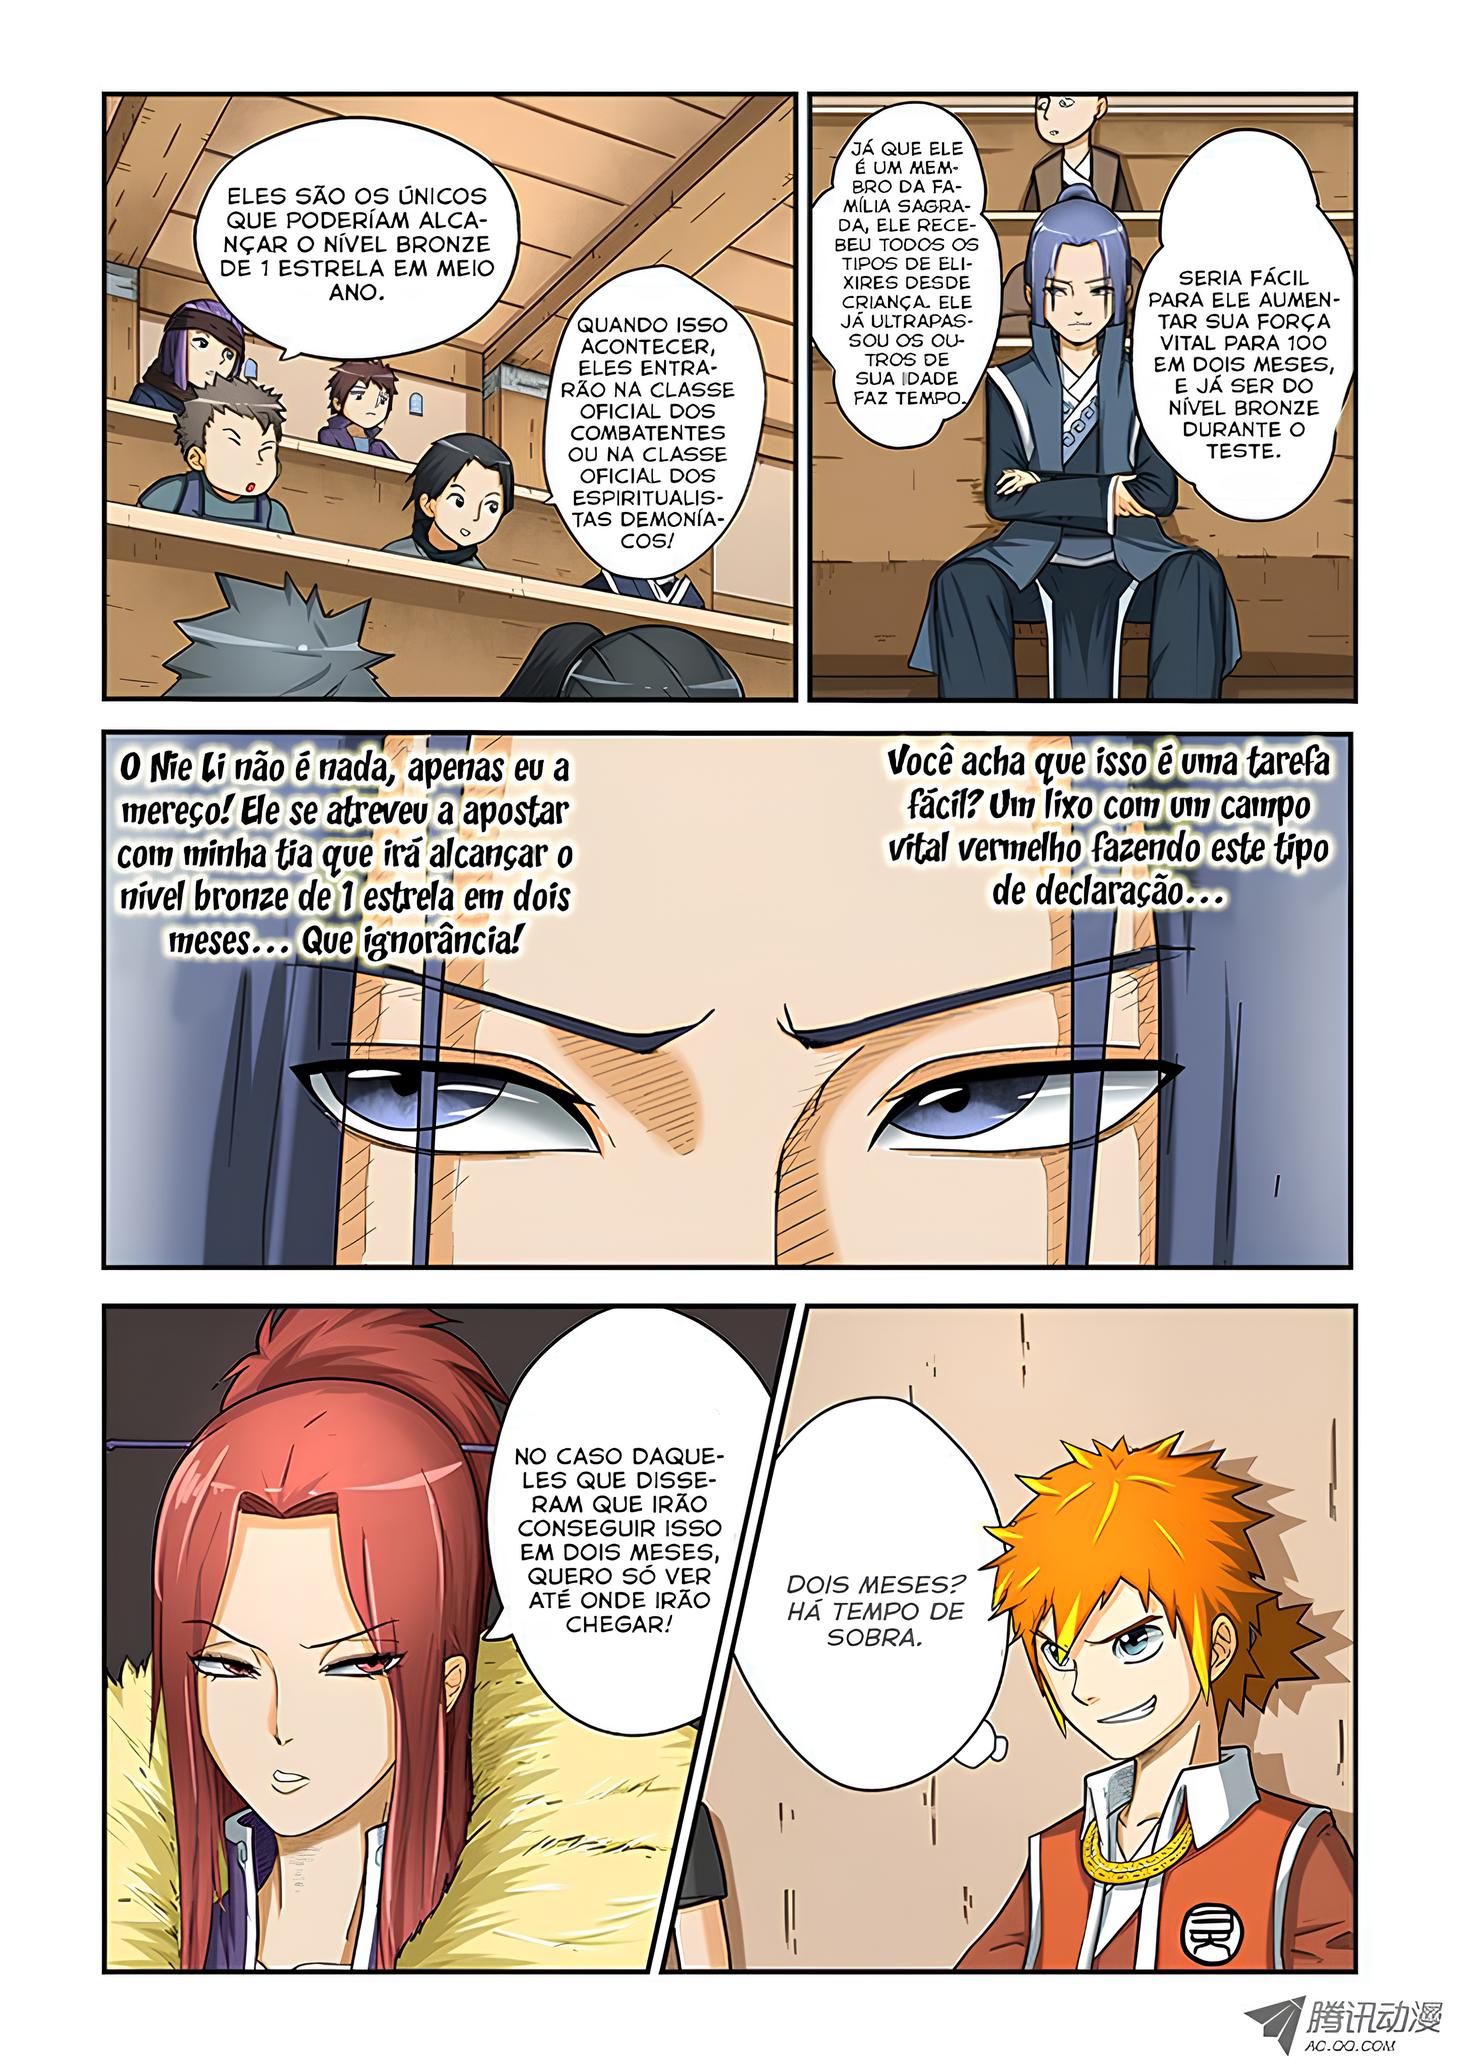 ELES SÃO OS ÚNICOS
QUE PODERÍAM ALCA-
NÇAR O NÍVEL BRONZE
DE 1 ESTRELA EM MEIO
ANO.
QUANDO ISSO
ACONTECER,
ELES ENTRA-
RÃO NA CLASSE
OFICIAL DOS
COMBATENTES
OU NA CLASSE
OFICIAL DOS
ESPIRITUALIS-
TAS DEMONÍA-
COS!
JÁ QUE ELE
É UM MEM-
BRO DA FA-
MÍLIA SAGRA-
DA, ELE RECE-
BEU TODOS OS
TIPOS DE ELI-
XIRES DESDE
CRIANÇA. ELE
JÁ ULTRAPAS-
SOU OS OU-
TROS DE
SUA IDADE
FAZ TEMPO.
SERIA FÁCIL
PARA ELE AUMEN-
TAR SUA FORÇA
VITAL PARA 100
EM DOIS MESES,
E JÁ SER DO
NÍVEL BRONZE
DURANTE O
TESTE.
O Nie Li não é nada, apenas eu a
mereço! Ele se atreveu a apostar
com minha tia que irá alcançar o
nível bronze de 1 estrela em dois
meses... Que ignorância!
Você acha que isso é uma tarefa
fácil? Um lixo com um campo
vital vermelho fazendo este tipo
de declaração...
NO CASO DAQUE-
LES QUE DISSE-
RAM QUE IRÃO
CONSEGUIR ISSO
EM DOIS MESES,
QUERO SÓ VER
ATÉ ONDE IRÃO
CHEGAR!
DOIS MESES?
HÁ TEMPO DE
SOBRA.
腾讯动漫
AC.QQ.COM